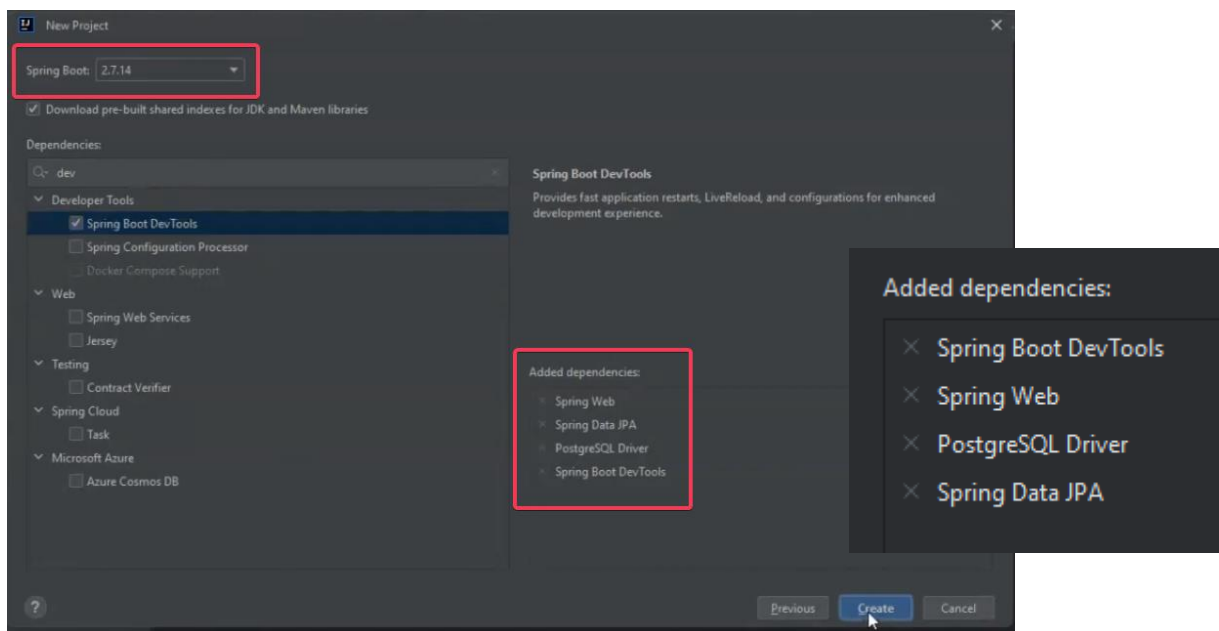 New Project
Spring Boot: 2.7.14
Download pre-built shared indexes for JDK and Maven libraries
Dependencies:
dev
Developer Tools
Spring Boot DevTools
Spring Configuration Processor
Docker Compose Support
Web
Spring Web Services
Jersey
Testing
Contract Verifier
Spring Cloud
Task
Microsoft Azure
Azure Cosmos DB
Spring Boot DevTools
Provides fast application restarts, LiveReload, and configurations for enhanced
development experience.
Added dependencies:
Spring Web
Spring Data JPA
PostgreSQL Driver
Spring Boot DevTools
Added dependencies:
Spring Boot DevTools
Spring Web
PostgreSQL Driver
Spring Data JPA
?
Previous
Create
Cancel